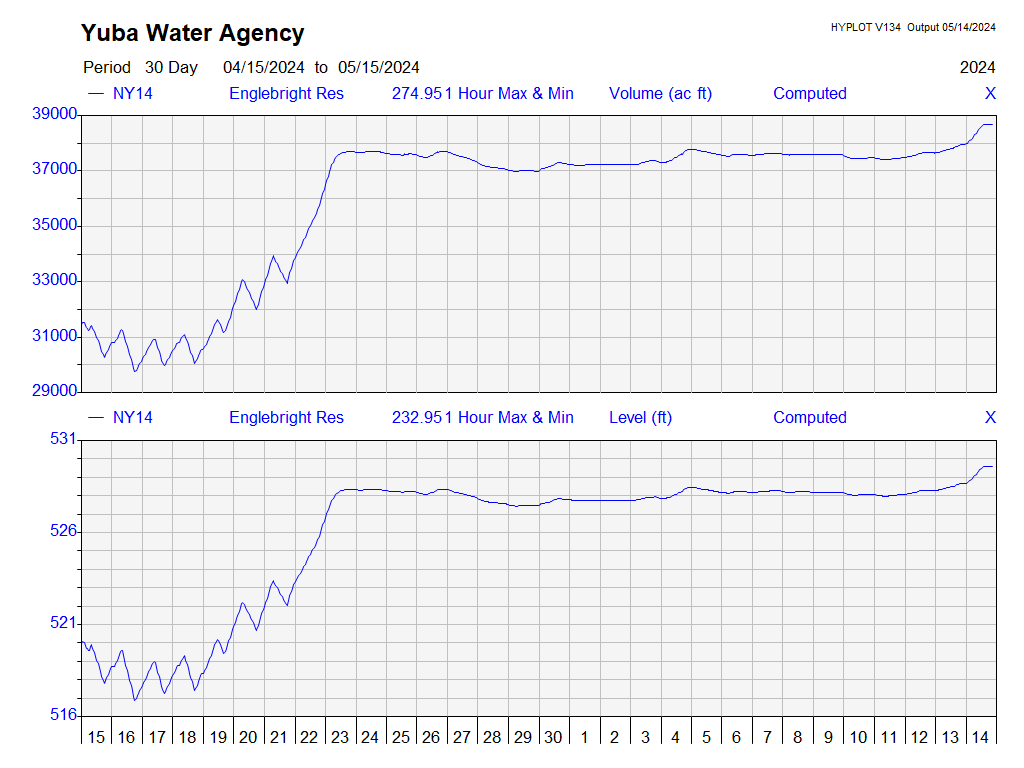 Yuba Water Agency
HYPLOT V134 Output 05/14/2024
Period 30 Day 04/15/2024 to 05/15/2024
2024
NY14 Englebright Res 274.951 Hour Max & Min Volume (ac ft) Computed X
39000
37000
35000
33000
31000
29000
NY14 Englebright Res 232.951 Hour Max & Min Level (ft) Computed X
531
526
521
516
15 16 17 18 19 20 21 22 23 24 25 26 27 28 29 30 1 2 3 4 5 6 7 8 9 10 11 12 13 14